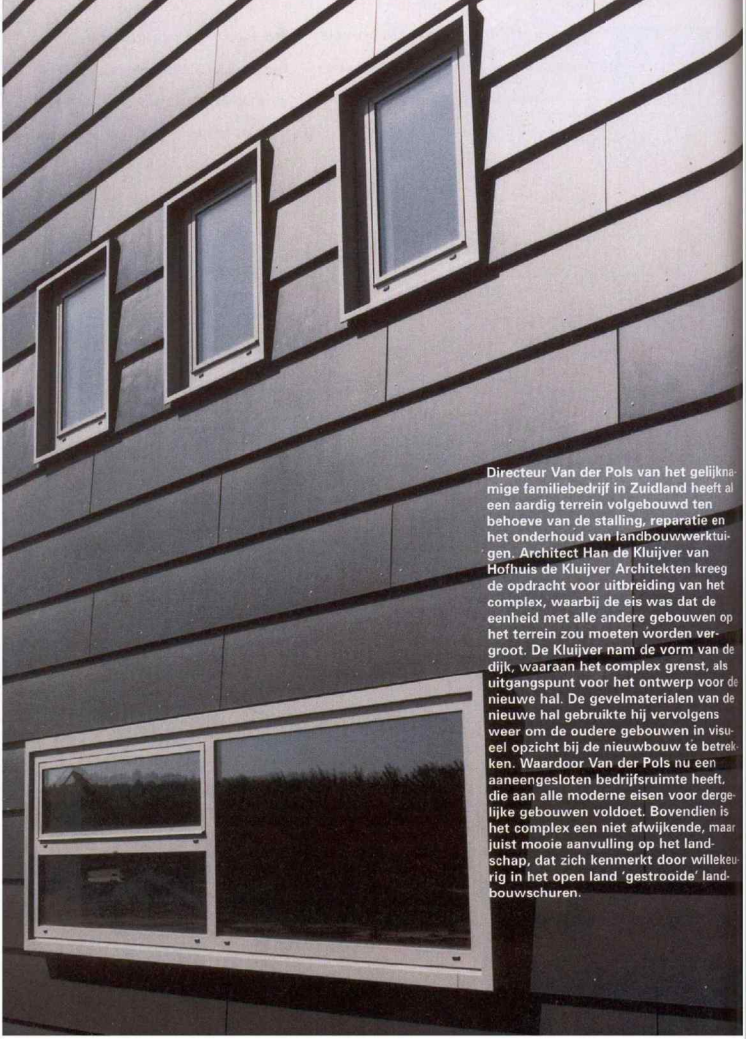 Directeur Van der Pols van het gelijkna-
mige familiebedrijf in Zuidland heeft al
een aardig terrein volgebouwd ten
behoeve van de stalling, reparatie en
het onderhoud van landbouwwerktui-
gen. Architect Han de Kluijver van
Hofhuis de Kluijver Architekten kreeg
de opdracht voor uitbreiding van het
complex, waarbij de eis was dat de
eenheid met alle andere gebouwen op
het terrein zou moeten worden ver-
groot. De Kluijver nam de vorm van de
dijk, waaraan het complex grenst, als
uitgangspunt voor het ontwerp voor de
nieuwe hal. De gevelmaterialen van de
nieuwe hal gebruikte hij vervolgens
weer om de oudere gebouwen in visu-
eel opzicht bij de nieuwbouw te betrek-
ken. Waardoor Van der Pols nu een
aaneengesloten bedrijfsruimte heeft,
die aan alle moderne eisen voor derge-
lijke gebouwen voldoet. Bovendien is
het complex een niet afwijkende, maar
juist mooie aanvulling op het land-
schap, dat zich kenmerkt door willekeu-
rig in het open land 'gestrooide' land-
bouwschuren.